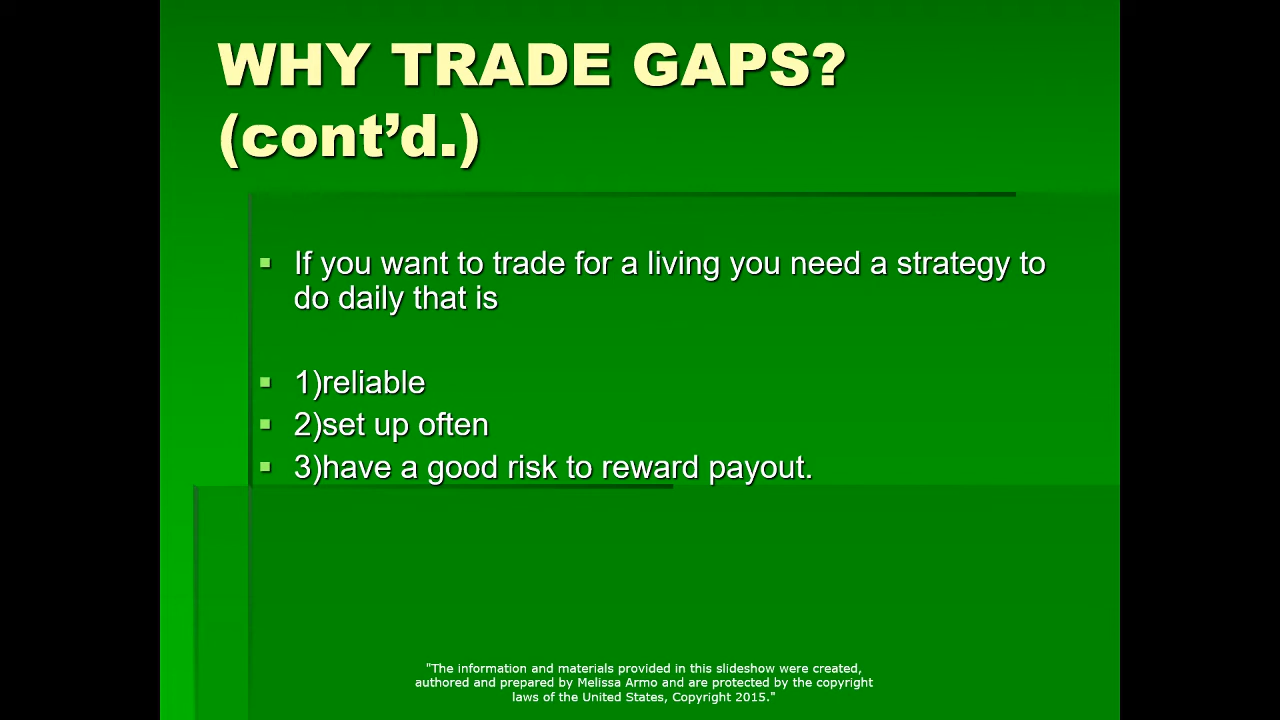 WHY TRADE GAPS?
(cont’d.)
If you want to trade for a living you need a strategy to
do daily that is
1)reliable
2)set up often
3)have a good risk to reward payout.
"The information and materials provided in this slideshow were created,
authored and prepared by Melissa Armo and are protected by the copyright
laws of the United States, Copyright 2015."